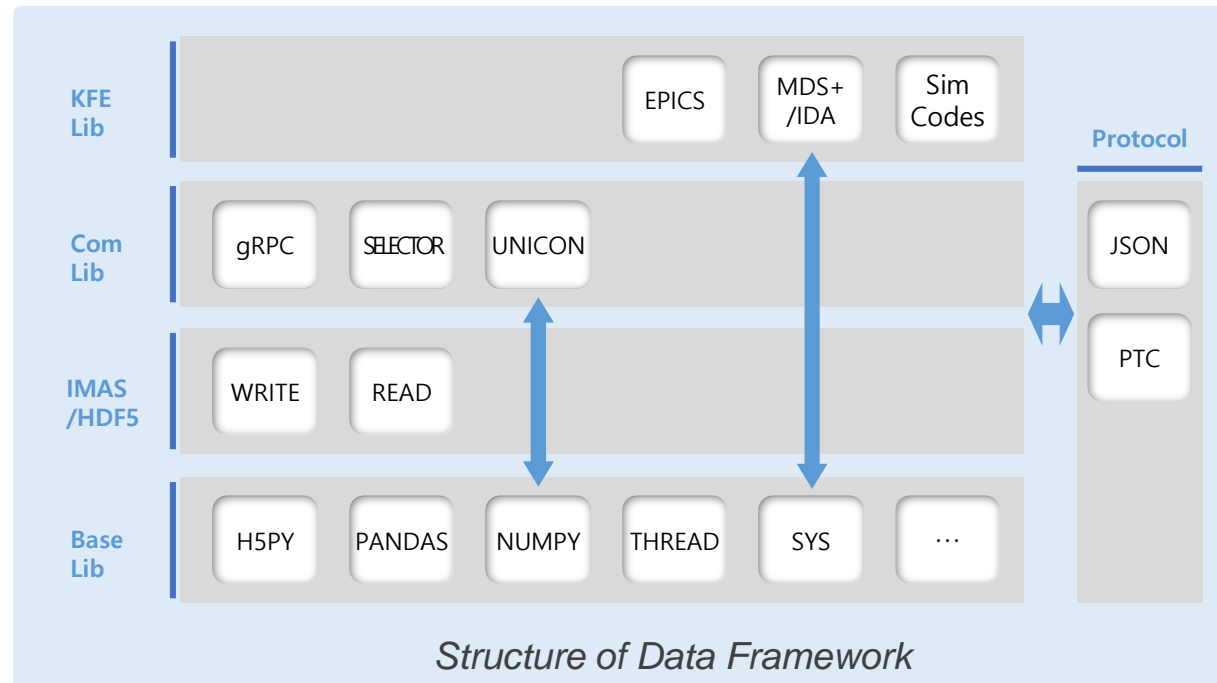 KFE
Lib
EPICS
MDS+
/IDA
Sim
Codes
Protocol
Com
Lib
gRPC
SELECTOR
UNICON
JSON
IMAS
/HDF5
WRITE
READ
PTC
Base
Lib
H5PY
PANDAS
NUMPY
THREAD
SYS
...
Structure of Data Framework